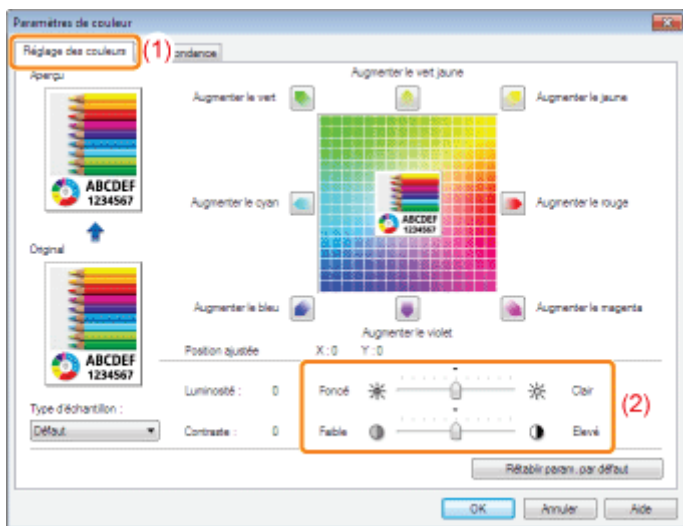 Paramètres de couleur
Réglage des couleurs
(1)
ondance
Aperçu
Augmenter le vert jaune
Augmenter le vert
Augmenter le jaune
ABCDEF
1234567
Augmenter le cyan
ABCDEF
1234567
Augmenter le rouge
Original
Augmenter le bleu
Augmenter le magenta
Augmenter le violet
ABCDEF
1234567
Position ajustée
X:0
Y:0
Luminosité :
0
Foncé
Clair
(2)
Type d'échantillon :
Défaut
Contraste :
0
Faible
Elevé
Rétablir param. par défaut
OK
Annuler
Aide